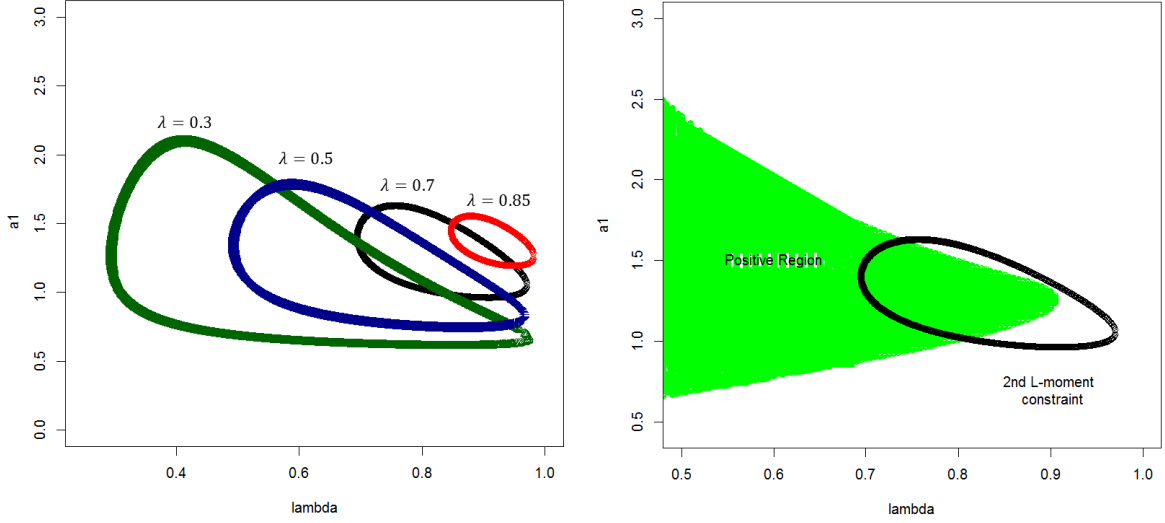 3.0
2.5
2.0
1.5
1.0
0.5
0.0
a1
λ = 0.3
λ = 0.5
λ = 0.7
λ = 0.85
0.4
0.6
0.8
1.0
lambda
3.0
2.5
2.0
1.5
1.0
0.5
a1
Positive Region
2nd L-moment
constraint
0.5
0.6
0.7
0.8
0.9
1.0
lambda